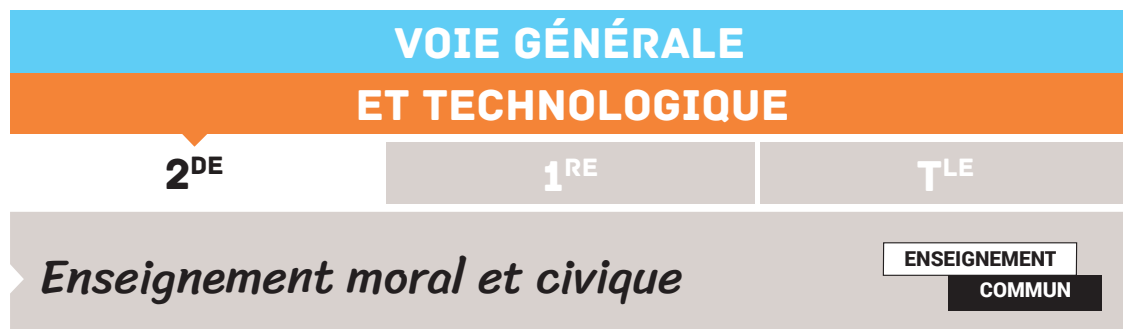 VOIE GÉNÉRALE
ET TECHNOLOGIQUE
2DE 1RE TLE
Enseignement moral et civique
ENSEIGNEMENT
COMMUN